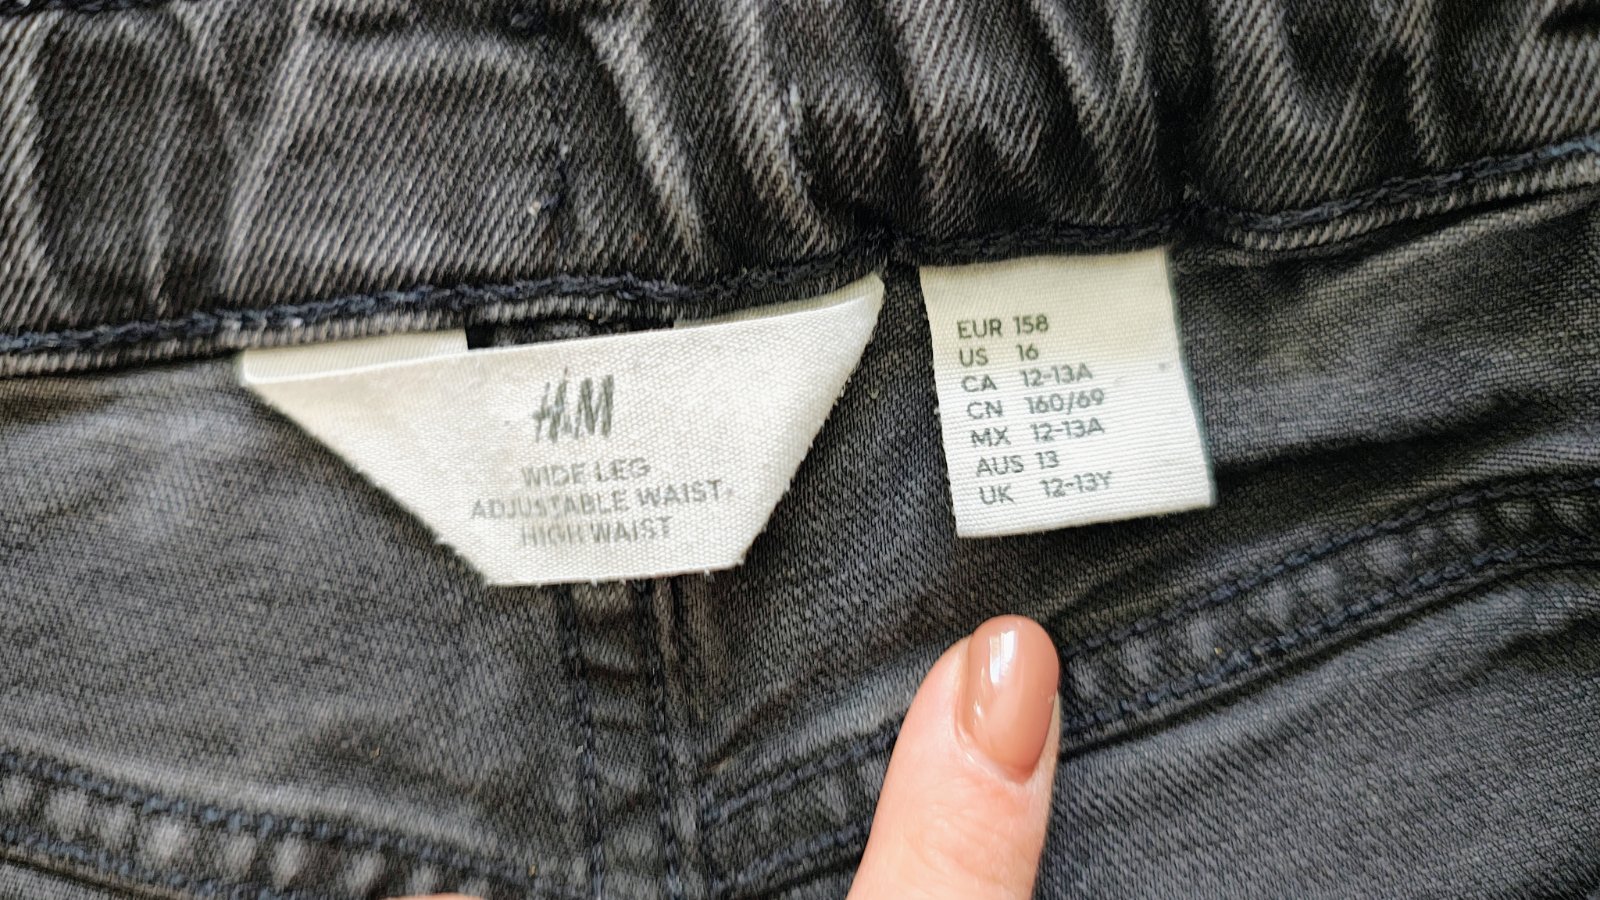 H&M
WIDE LEG
ADJUSTABLE WAIST
HIGH WAIST
EUR 158
US 16
CA 12-13A
CN 160/69
MX 12-13A
AUS 13
UK 12-13Y